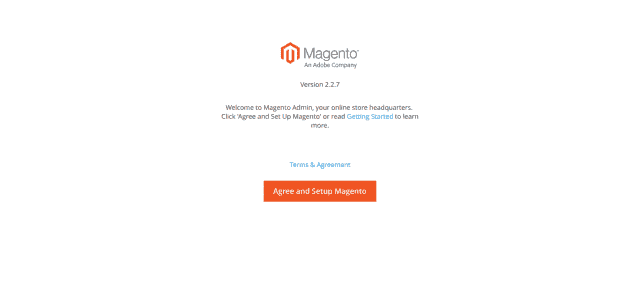 Magento®
An Adobe Company
Version 2.2.7
Welcome to Magento Admin, your online store headquarters.
Click 'Agree and Set Up Magento' or read Getting Started to learn
more.
Terms & Agreement
Agree and Setup Magento